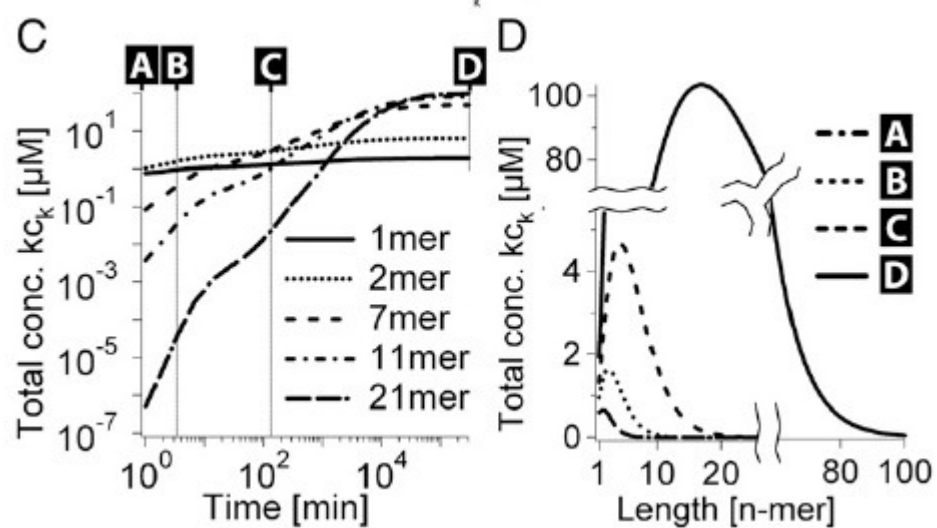 k
C
A B C D
Total conc. kc_k [µM]
10^1
10^-1
10^-3
10^-5
10^-7
10^0 10^2 10^4
Time [min]
1mer
2mer
7mer
11mer
21mer
D
Total conc. kc_k [µM]
100
80
4
2
0
1 10 20 80 100
Length [n-mer]
A
B
C
D